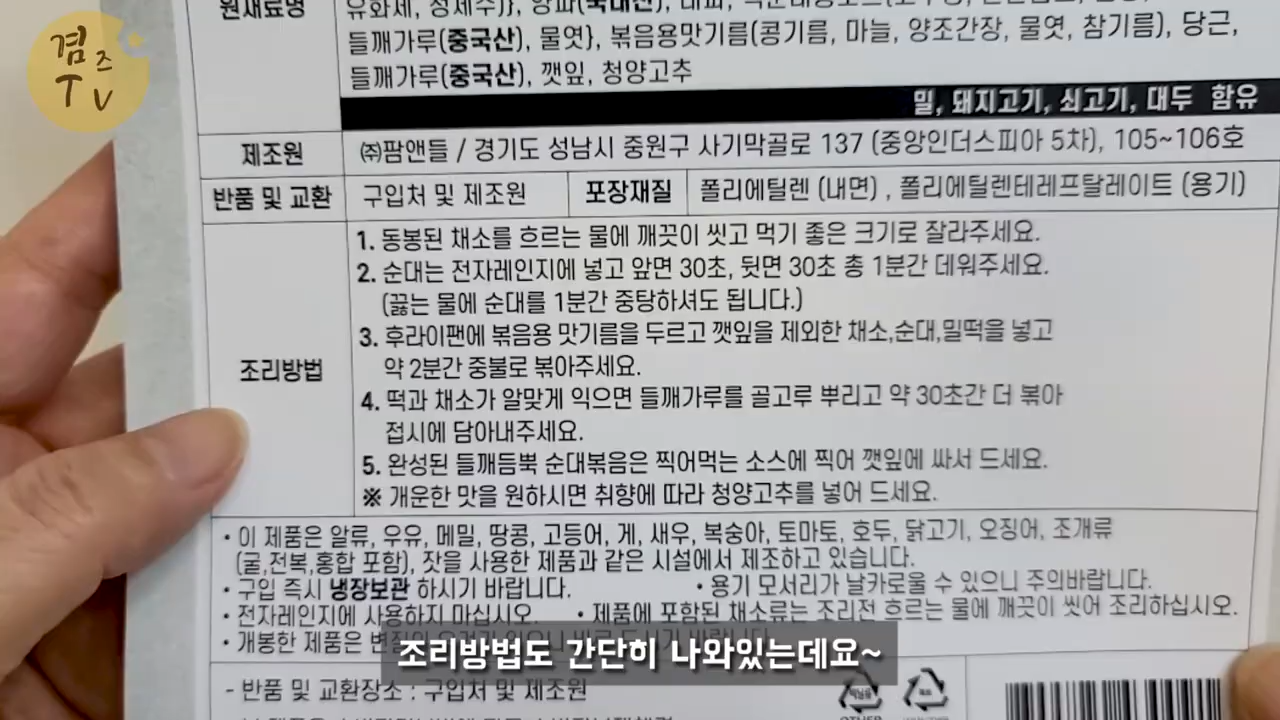 겸
즈
T V
원재료명
들깨가루(중국산), 물엿}, 볶음용맛기름(콩기름, 마늘, 양조간장, 물엿, 참기름), 당근,
들깨가루(중국산), 깻잎, 청양고추
밀, 돼지고기, 쇠고기, 대두 함유
제조원 ㈜팜앤들 / 경기도 성남시 중원구 사기막골로 137 (중앙인더스피아 5차), 105~106호
반품 및 교환 구입처 및 제조원 포장재질 폴리에틸렌 (내면) , 폴리에틸렌테레프탈레이트 (용기)
조리방법
1. 동봉된 채소를 흐르는 물에 깨끗이 씻고 먹기 좋은 크기로 잘라주세요.
2. 순대는 전자레인지에 넣고 앞면 30초, 뒷면 30초 총 1분간 데워주세요.
(끓는 물에 순대를 1분간 중탕하셔도 됩니다.)
3. 후라이팬에 볶음용 맛기름을 두르고 깻잎을 제외한 채소,순대,밀떡을 넣고
약 2분간 중불로 볶아주세요.
4. 떡과 채소가 알맞게 익으면 들깨가루를 골고루 뿌리고 약 30초간 더 볶아
접시에 담아내주세요.
5. 완성된 들깨듬뿍 순대볶음은 찍어먹는 소스에 찍어 깻잎에 싸서 드세요.
※ 개운한 맛을 원하시면 취향에 따라 청양고추를 넣어 드세요.
• 이 제품은 알류, 우유, 메밀, 땅콩, 고등어, 게, 새우, 복숭아, 토마토, 호두, 닭고기, 오징어, 조개류
(굴,전복,홍합 포함), 잣을 사용한 제품과 같은 시설에서 제조하고 있습니다.
• 구입 즉시 냉장보관 하시기 바랍니다. • 용기 모서리가 날카로울 수 있으니 주의바랍니다.
• 전자레인지에 사용하지 마십시오. • 제품에 포함된 채소류는 조리전 흐르는 물에 깨끗이 씻어 조리하십시오.
• 개봉한 제품은
조리방법도 간단히 나와있는데요~
- 반품 및 교환장소 : 구입처 및 제조원